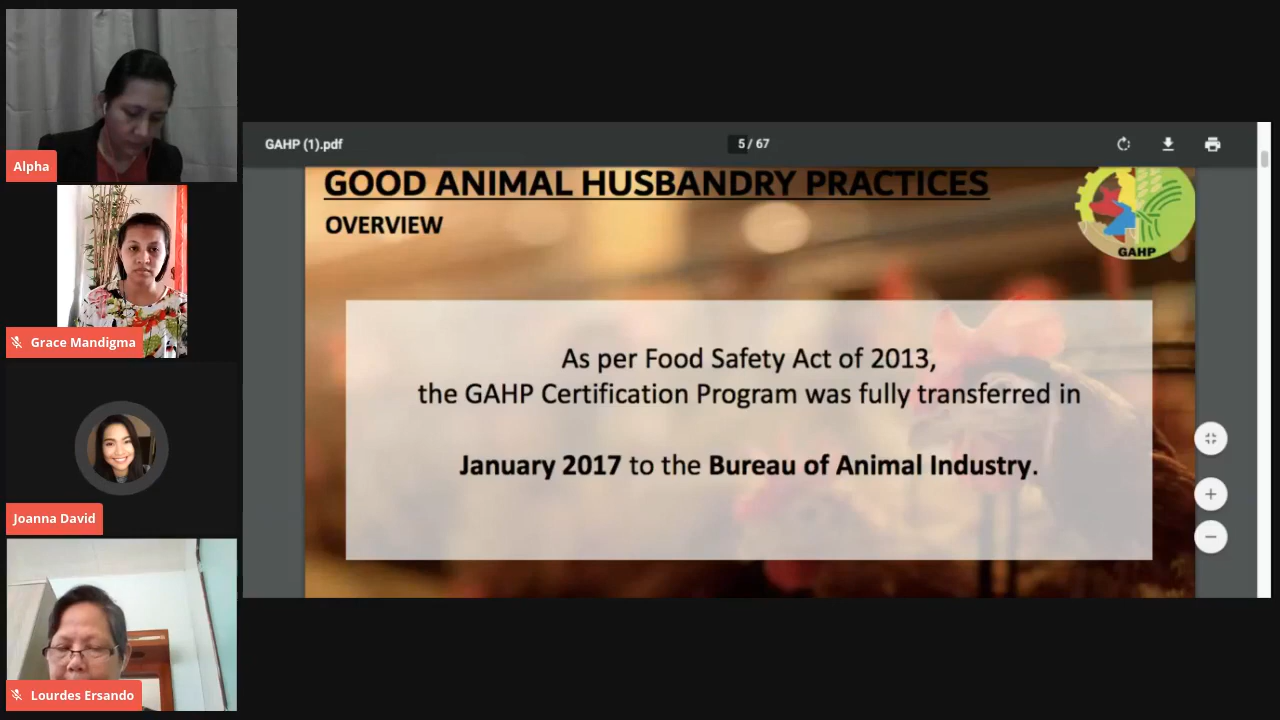 Alpha
Grace Mandigma
Joanna David
Lourdes Ersando
GAHP (1).pdf
5 / 67
GOOD ANIMAL HUSBANDRY PRACTICES
OVERVIEW
GAHP
As per Food Safety Act of 2013,
the GAHP Certification Program was fully transferred in
January 2017 to the Bureau of Animal Industry.